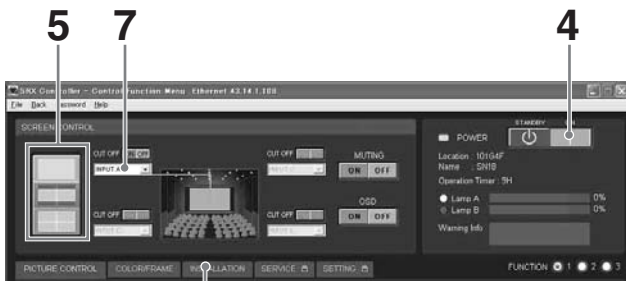 5 7 4
SRX Controller - Control Function Menu Ethernet 43.14.1.108
File Back Password Help
SCREEN CONTROL
STANDBY ON
POWER
CUT OFF ON OFF
CUT OFF
MUTING
INPUT A
ON OFF
Location : 101G4F
Name : SN18
Operation Timer : 9H
OSD
Lamp A 0%
CUT OFF
CUT OFF
ON OFF
Lamp B 0%
Warning Info
PICTURE CONTROL COLOR/FRAME INSTALLATION SERVICE SETTING FUNCTION 1 2 3